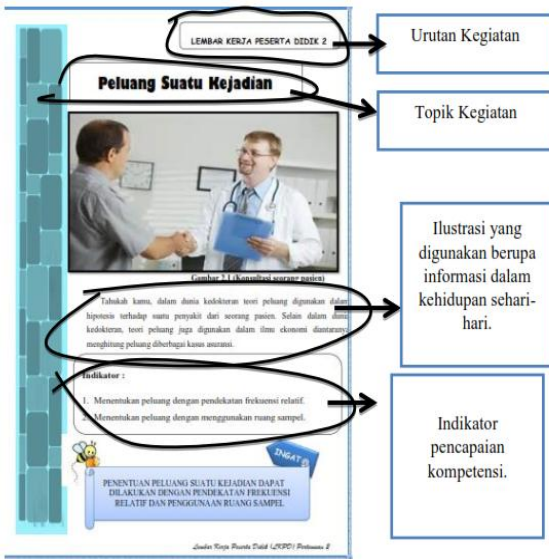 LEMBAR KERJA PESERTA DIDIK 2
Urutan Kegiatan
Peluang Suatu Kejadian
Topik Kegiatan
Gambar 2.1 (Konsultasi seorang pasien)
Tahukah kamu, dalam dunia kedokteran teori peluang digunakan dalam
hipotesis terhadap suatu penyakit dari seorang pasien. Selain dalam dunia
kedokteran, teori peluang juga digunakan dalam ilmu ekonomi diantaranya
menghitung peluang diberbagai kasus asuransi.
Ilustrasi yang
digunakan berupa
informasi dalam
kehidupan sehari-
hari.
Indikator :
1. Menentukan peluang dengan pendekatan frekuensi relatif.
2. Menentukan peluang dengan menggunakan ruang sampel.
Indikator
pencapaian
kompetensi.
INGAT
PENENTUAN PELUANG SUATU KEJADIAN DAPAT
DILAKUKAN DENGAN PENDEKATAN FREKUENSI
RELATIF DAN PENGGUNAAN RUANG SAMPEL
Lembar Kerja Peserta Didik (LKPD) Pertemuan 2